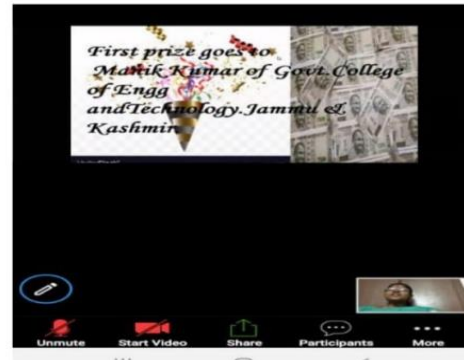 First prize goes to
Manik Kumar of Govt.College
of Engg
andTechnology.Jammu &
Kashmir
Unmute Start Video Share Participants More